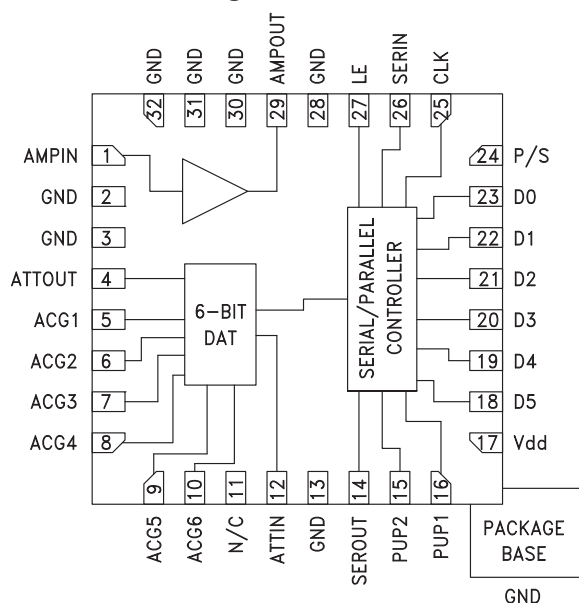 GND GND GND AMPOUT GND LE SERIN CLK
32 31 30 29 28 27 26 25
AMPIN 1
GND 2
GND 3
ATTOUT 4
ACG1 5
ACG2 6
ACG3 7
ACG4 8
6-BIT
DAT
SERIAL/PARALLEL
CONTROLLER
24 P/S
23 D0
22 D1
21 D2
20 D3
19 D4
18 D5
17 Vdd
9 10 11 12 13 14 15 16
ACG5 ACG6 N/C ATTIN GND SEROUT PUP2 PUP1
PACKAGE
BASE
GND